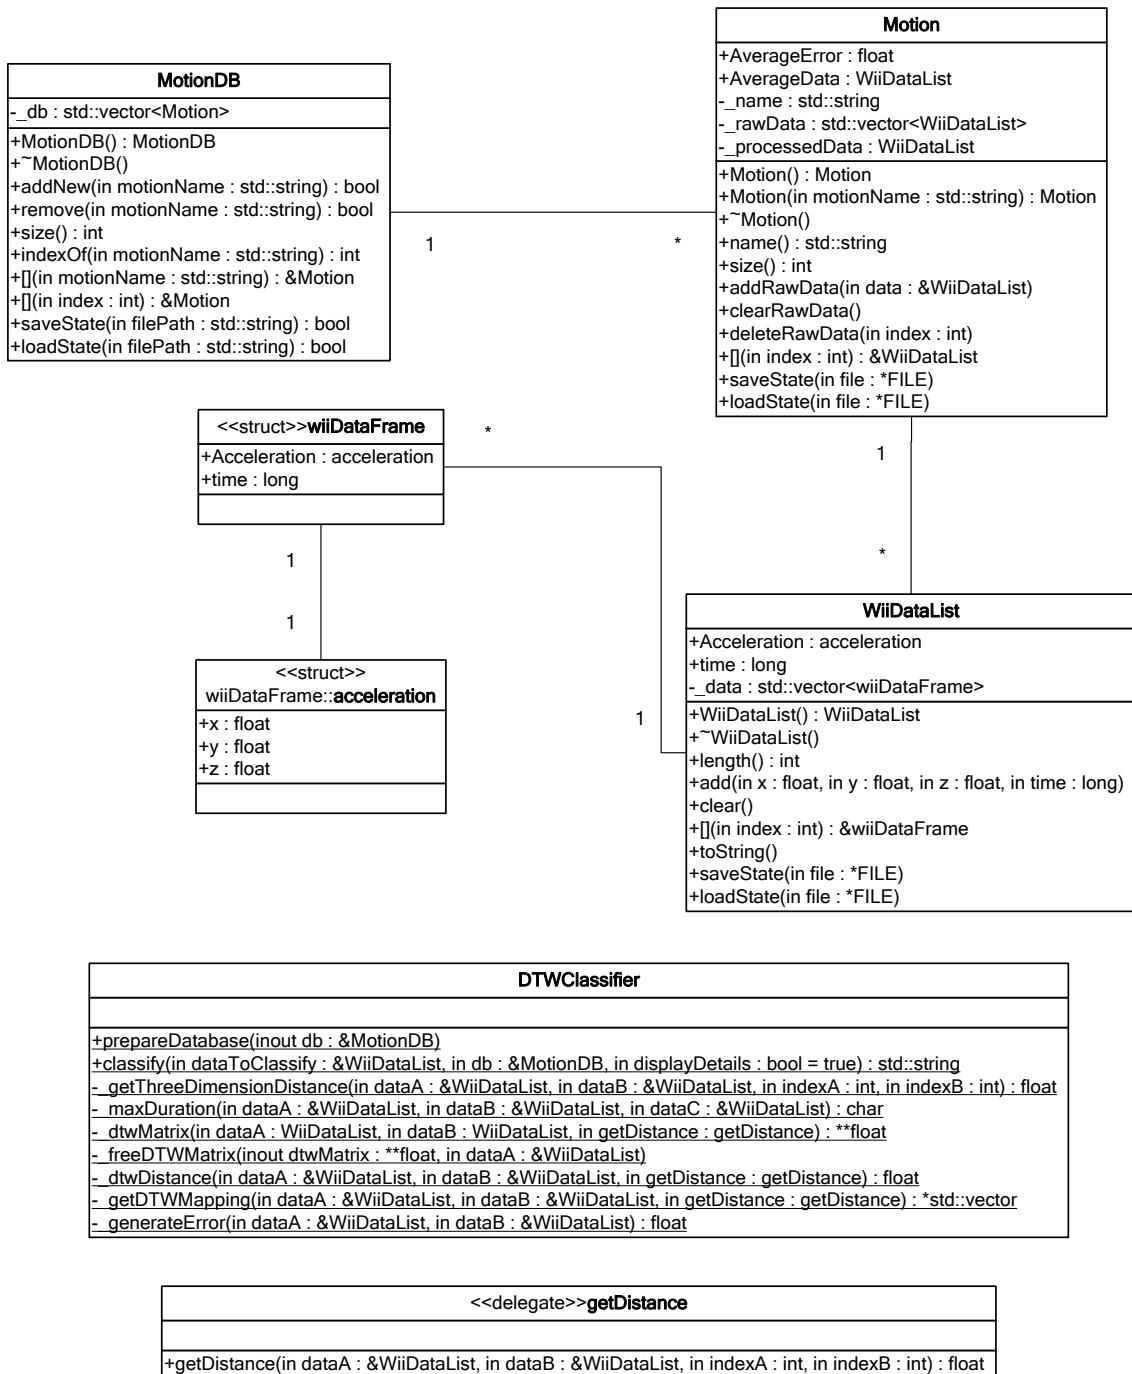 MotionDB
-_db : std::vector<Motion>
+MotionDB() : MotionDB
+~MotionDB()
+addNew(in motionName : std::string) : bool
+remove(in motionName : std::string) : bool
+size() : int
+indexOf(in motionName : std::string) : int
+[](in motionName : std::string) : &Motion
+[](in index : int) : &Motion
+saveState(in filePath : std::string) : bool
+loadState(in filePath : std::string) : bool
1
*
Motion
+AverageError : float
+AverageData : WiiDataList
-_name : std::string
-_rawData : std::vector<WiiDataList>
-_processedData : WiiDataList
+Motion() : Motion
+Motion(in motionName : std::string) : Motion
+~Motion()
+name() : std::string
+size() : int
+addRawData(in data : &WiiDataList)
+clearRawData()
+deleteRawData(in index : int)
+[](in index : int) : &WiiDataList
+saveState(in file : *FILE)
+loadState(in file : *FILE)
1
*
<<struct>>wiiDataFrame
+Acceleration : acceleration
+time : long
*
1
1
1
<<struct>>
wiiDataFrame::acceleration
+x : float
+y : float
+z : float
WiiDataList
+Acceleration : acceleration
+time : long
-_data : std::vector<wiiDataFrame>
+WiiDataList() : WiiDataList
+~WiiDataList()
+length() : int
+add(in x : float, in y : float, in z : float, in time : long)
+clear()
+[](in index : int) : &wiiDataFrame
+toString()
+saveState(in file : *FILE)
+loadState(in file : *FILE)
DTWClassifier
+prepareDatabase(inout db : &MotionDB)
+classify(in dataToClassify : &WiiDataList, in db : &MotionDB, in displayDetails : bool = true) : std::string
-_getThreeDimensionDistance(in dataA : &WiiDataList, in dataB : &WiiDataList, in indexA : int, in indexB : int) : float
-_maxDuration(in dataA : &WiiDataList, in dataB : &WiiDataList, in dataC : &WiiDataList) : char
-_dtwMatrix(in dataA : WiiDataList, in dataB : WiiDataList, in getDistance : getDistance) : **float
-_freeDTWMatrix(inout dtwMatrix : **float, in dataA : &WiiDataList)
-_dtwDistance(in dataA : &WiiDataList, in dataB : &WiiDataList, in getDistance : getDistance) : float
-_getDTWMapping(in dataA : &WiiDataList, in dataB : &WiiDataList, in getDistance : getDistance) : *std::vector
-_generateError(in dataA : &WiiDataList, in dataB : &WiiDataList) : float
<<delegate>>getDistance
+getDistance(in dataA : &WiiDataList, in dataB : &WiiDataList, in indexA : int, in indexB : int) : float